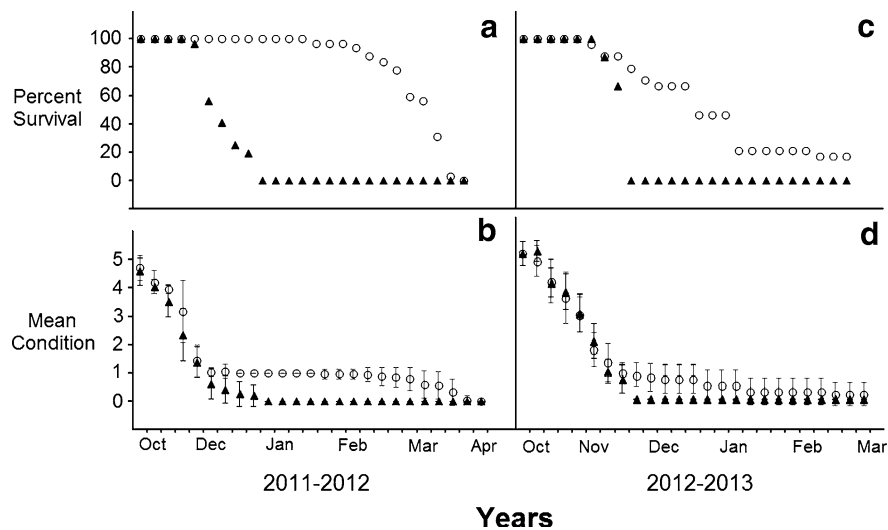 a
c
100
80
60
40
20
0
Percent
Survival
b
d
5
4
3
2
1
0
Mean
Condition
Oct Dec Jan Feb Mar Apr
Oct Nov Dec Jan Feb Mar
2011-2012
2012-2013
Years